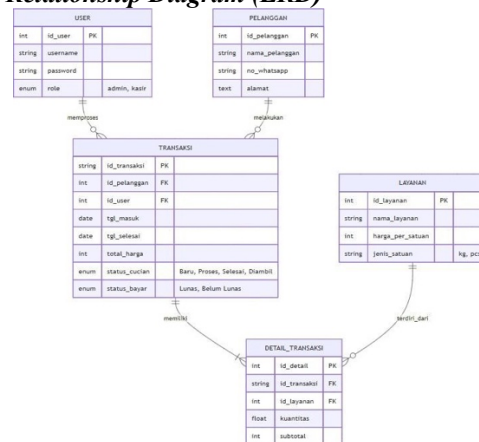 Relationship Diagram (ERD)
USER
int id_user PK
string username
string password
enum role admin, kasir
PELANGGAN
int id_pelanggan PK
string nama_pelanggan
string no_whatsapp
text alamat
memproses
melakukan
TRANSAKSI
string id_transaksi PK
int id_pelanggan FK
int id_user FK
date tgl_masuk
date tgl_selesai
int total_harga
enum status_cucian Baru, Proses, Selesai, Diambil
enum status_bayar Lunas, Belum Lunas
LAYANAN
int id_layanan PK
string nama_layanan
int harga_per_satuan
string jenis_satuan kg, pcs
memiliki
terdiri_dari
DETAIL_TRANSAKSI
int id_detail PK
string id_transaksi FK
int id_layanan FK
float kuantitas
int subtotal